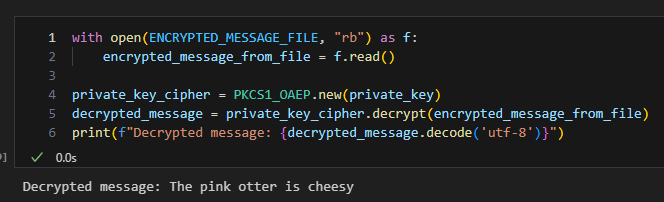 1 with open(ENCRYPTED_MESSAGE_FILE, "rb") as f:
2     encrypted_message_from_file = f.read()
3
4 private_key_cipher = PKCS1_OAEP.new(private_key)
5 decrypted_message = private_key_cipher.decrypt(encrypted_message_from_file)
6 print(f"Decrypted message: {decrypted_message.decode('utf-8')}")
] ✓ 0.0s
Decrypted message: The pink otter is cheesy